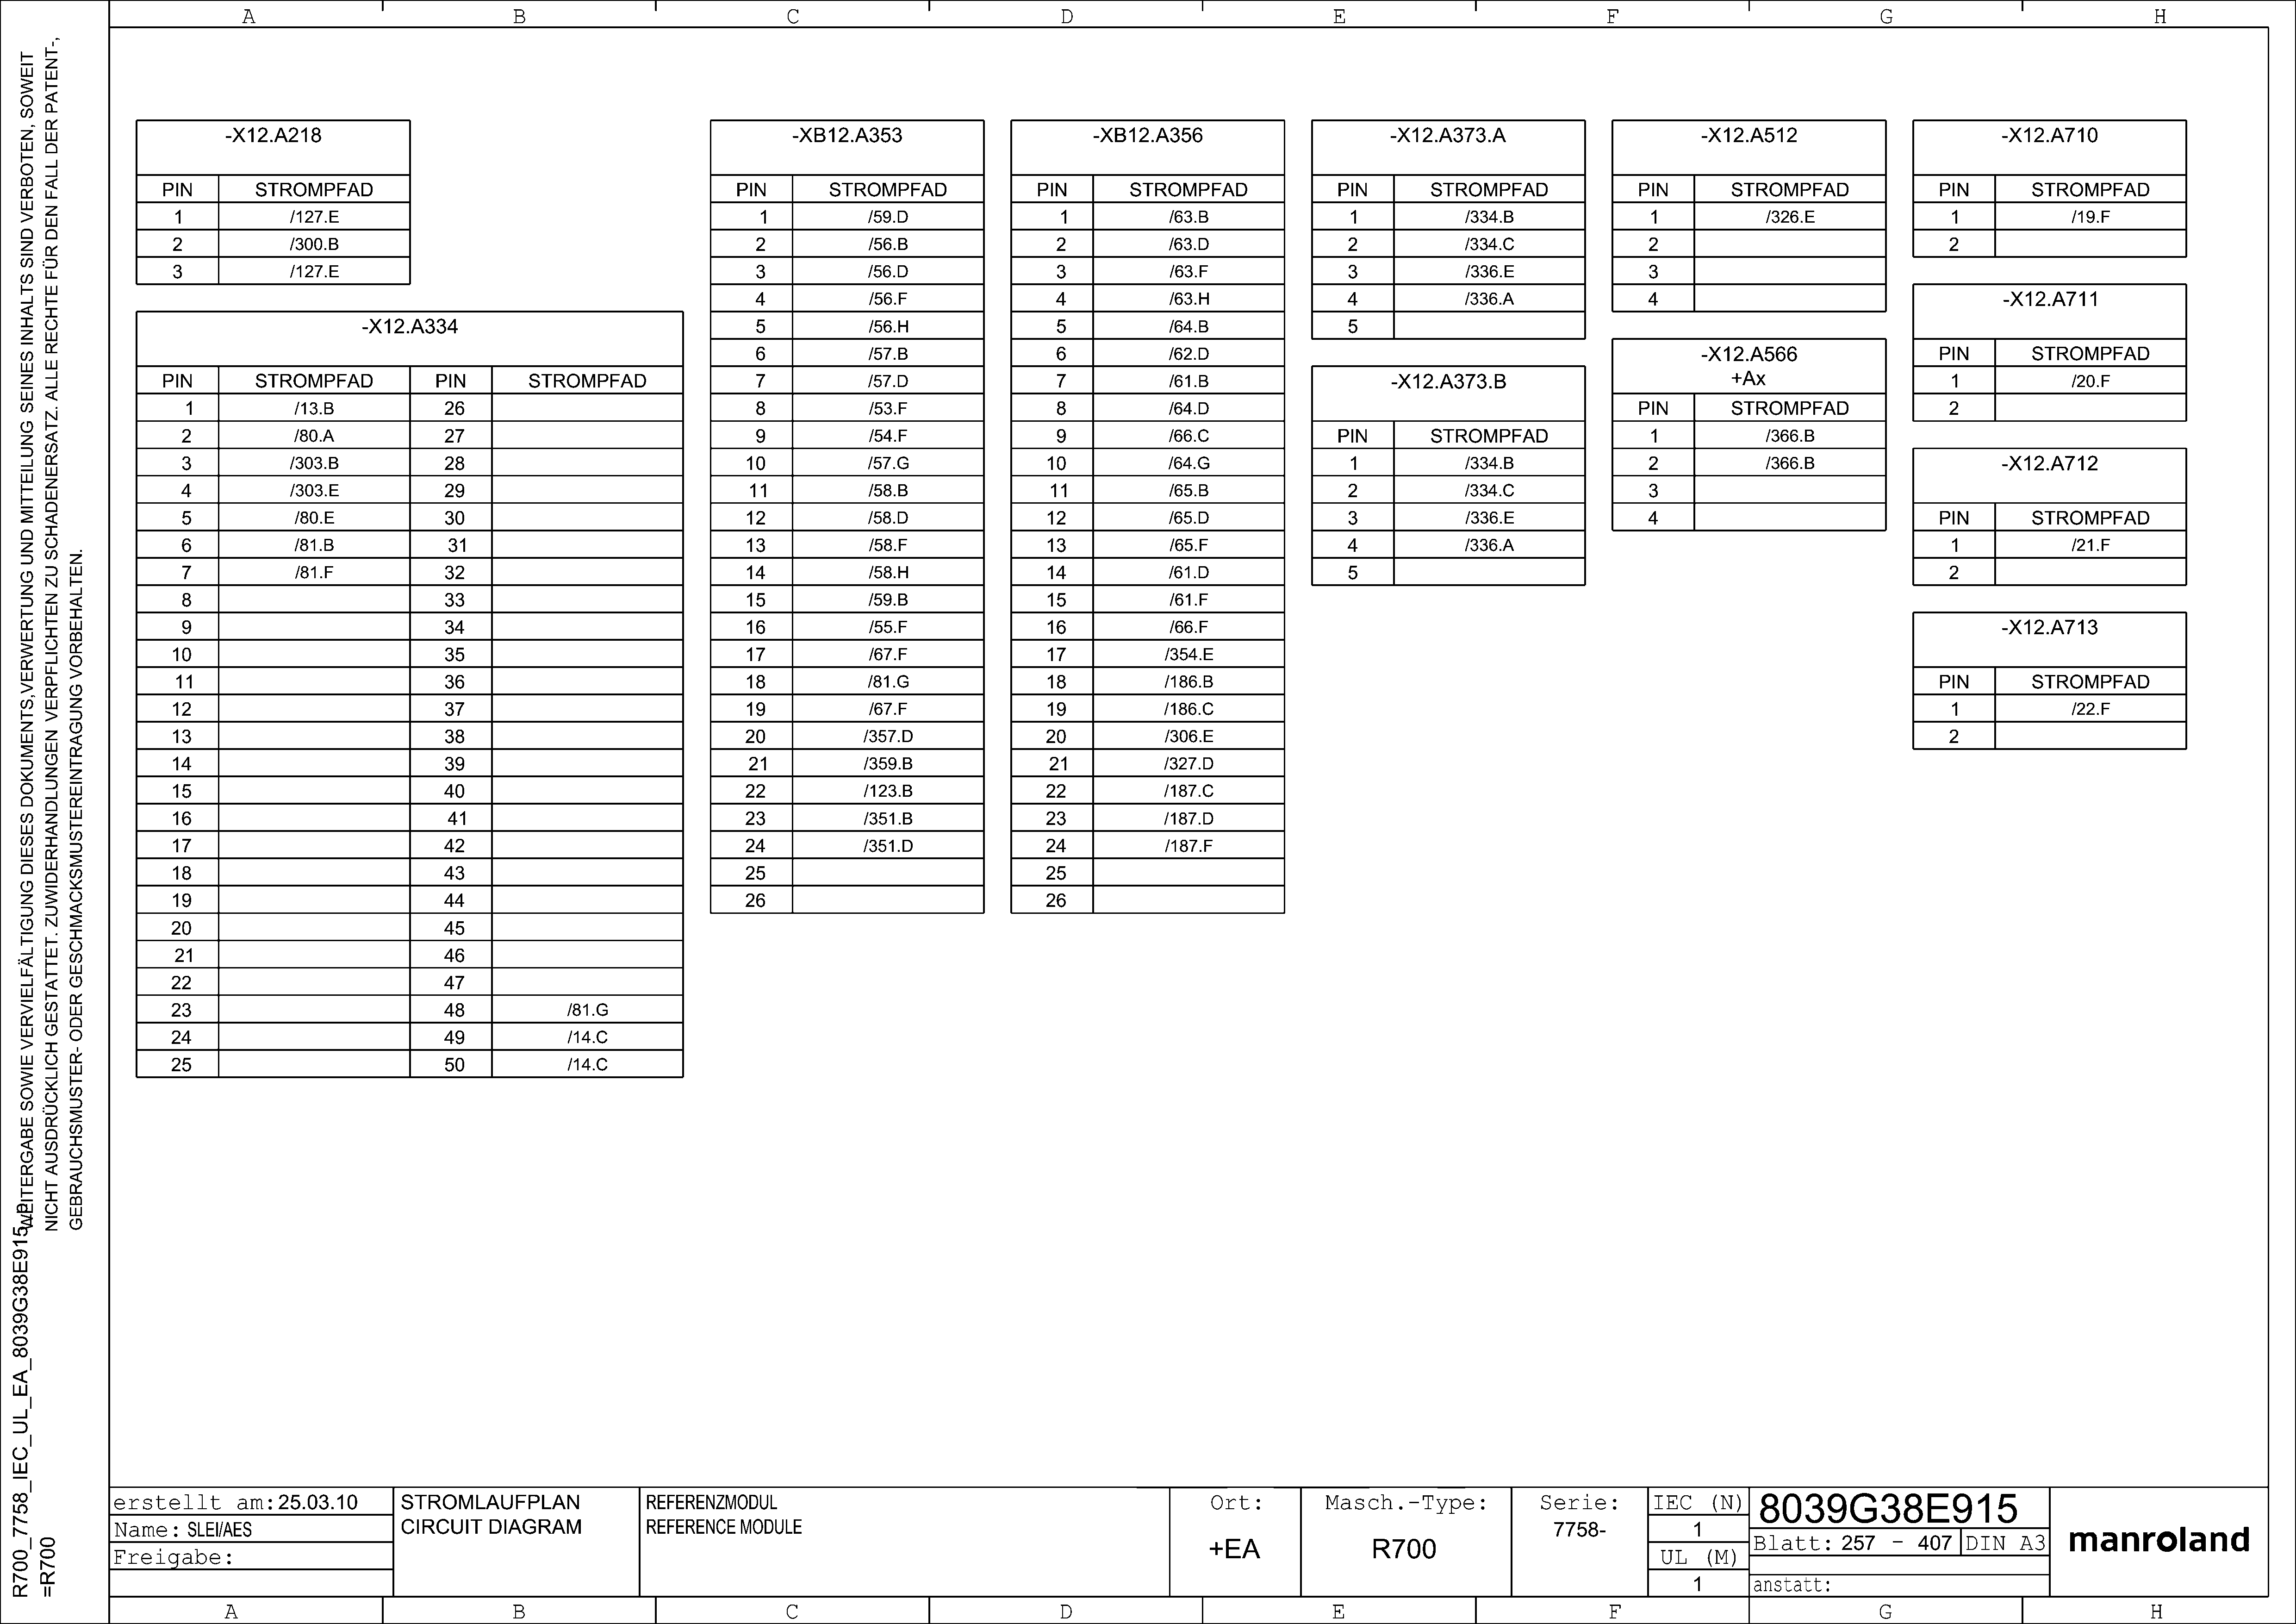 A B C D E F G H
WEITERGABE SOWIE VERVIELFÄLTIGUNG DIESES DOKUMENTS,VERWERTUNG UND MITTEILUNG SEINES INHALTS SIND VERBOTEN, SOWEIT
NICHT AUSDRÜCKLICH GESTATTET. ZUWIDERHANDLUNGEN VERPFLICHTEN ZU SCHADENERSATZ. ALLE RECHTE FÜR DEN FALL DER PATENT-,
GEBRAUCHSMUSTER- ODER GESCHMACKSMUSTEREINTRAGUNG VORBEHALTEN.
R700_7758_IEC_UL_EA_8039G38E915_P
=R700
-X12.A218
PIN STROMPFAD
1 /127.E
2 /300.B
3 /127.E
-X12.A334
PIN STROMPFAD PIN STROMPFAD
1 /13.B 26
2 /80.A 27
3 /303.B 28
4 /303.E 29
5 /80.E 30
6 /81.B 31
7 /81.F 32
8 33
9 34
10 35
11 36
12 37
13 38
14 39
15 40
16 41
17 42
18 43
19 44
20 45
21 46
22 47
23 48 /81.G
24 49 /14.C
25 50 /14.C
-XB12.A353
PIN STROMPFAD
1 /59.D
2 /56.B
3 /56.D
4 /56.F
5 /56.H
6 /57.B
7 /57.D
8 /53.F
9 /54.F
10 /57.G
11 /58.B
12 /58.D
13 /58.F
14 /58.H
15 /59.B
16 /55.F
17 /67.F
18 /81.G
19 /67.F
20 /357.D
21 /359.B
22 /123.B
23 /351.B
24 /351.D
25
26
-XB12.A356
PIN STROMPFAD
1 /63.B
2 /63.D
3 /63.F
4 /63.H
5 /64.B
6 /62.D
7 /61.B
8 /64.D
9 /66.C
10 /64.G
11 /65.B
12 /65.D
13 /65.F
14 /61.D
15 /61.F
16 /66.F
17 /354.E
18 /186.B
19 /186.C
20 /306.E
21 /327.D
22 /187.C
23 /187.D
24 /187.F
25
26
-X12.A373.A
PIN STROMPFAD
1 /334.B
2 /334.C
3 /336.E
4 /336.A
5
-X12.A373.B
PIN STROMPFAD
1 /334.B
2 /334.C
3 /336.E
4 /336.A
5
-X12.A512
PIN STROMPFAD
1 /326.E
2
3
4
-X12.A566
+Ax
PIN STROMPFAD
1 /366.B
2 /366.B
3
4
-X12.A710
PIN STROMPFAD
1 /19.F
2
-X12.A711
PIN STROMPFAD
1 /20.F
2
-X12.A712
PIN STROMPFAD
1 /21.F
2
-X12.A713
PIN STROMPFAD
1 /22.F
2
erstellt am: 25.03.10
Name: SLEI/AES
Freigabe:
STROMLAUFPLAN
CIRCUIT DIAGRAM
REFERENZMODUL
REFERENCE MODULE
Ort:
+EA
Masch.-Type:
R700
Serie:
7758-
IEC (N)
1
UL (M)
1
8039G38E915
Blatt: 257 - 407 DIN A3
anstatt:
manroland
A B C D E F G H